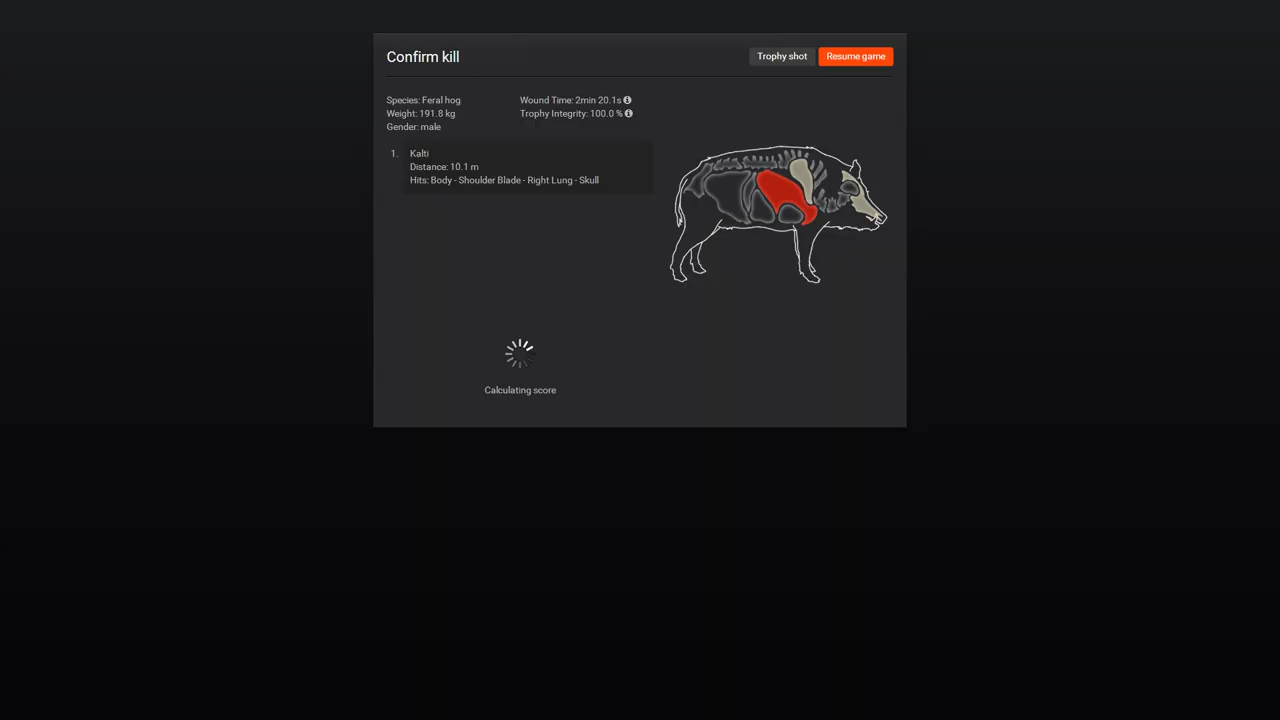 Confirm kill
Trophy shot
Resume game
Species: Feral hog
Weight: 191.8 kg
Gender: male
Wound Time: 2min 20.1s
Trophy Integrity: 100.0 %
1. Kalti
Distance: 10.1 m
Hits: Body - Shoulder Blade - Right Lung - Skull
Calculating score